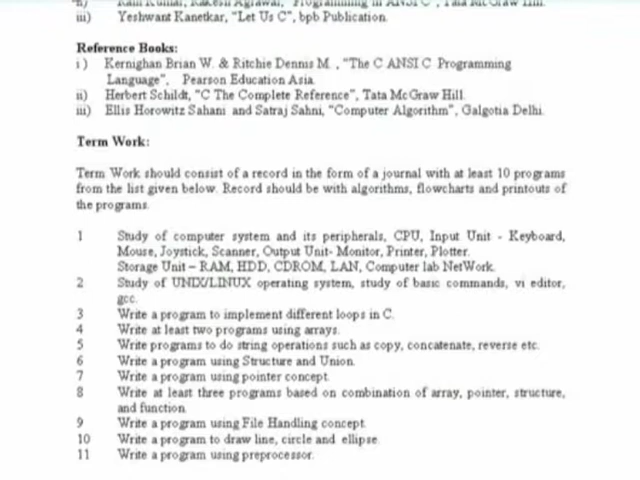 iii) Yeshwant Kanetkar, "Let Us C", bpb Publication.
Reference Books:
i ) Kernighan Brian W. & Ritchie Dennis M. , "The C ANSI C Programming
Language", Pearson Education Asia.
ii) Herbert Schildt, "C The Complete Reference", Tata McGraw Hill.
iii) Ellis Horowitz Sahani and Satraj Sahni, "Computer Algorithm", Galgotia Delhi.
Term Work:
Term Work should consist of a record in the form of a journal with at least 10 programs
from the list given below. Record should be with algorithms, flowcharts and printouts of
the programs.
1 Study of computer system and its peripherals, CPU, Input Unit - Keyboard,
Mouse, Joystick, Scanner, Output Unit- Monitor, Printer, Plotter.
Storage Unit – RAM, HDD, CDROM, LAN, Computer lab NetWork.
2 Study of UNIX/LINUX operating system, study of basic commands, vi editor,
gcc.
3 Write a program to implement different loops in C.
4 Write at least two programs using arrays.
5 Write programs to do string operations such as copy, concatenate, reverse etc.
6 Write a program using Structure and Union.
7 Write a program using pointer concept.
8 Write at least three programs based on combination of array, pointer, structure,
and function.
9 Write a program using File Handling concept.
10 Write a program to draw line, circle and ellipse.
11 Write a program using preprocessor.